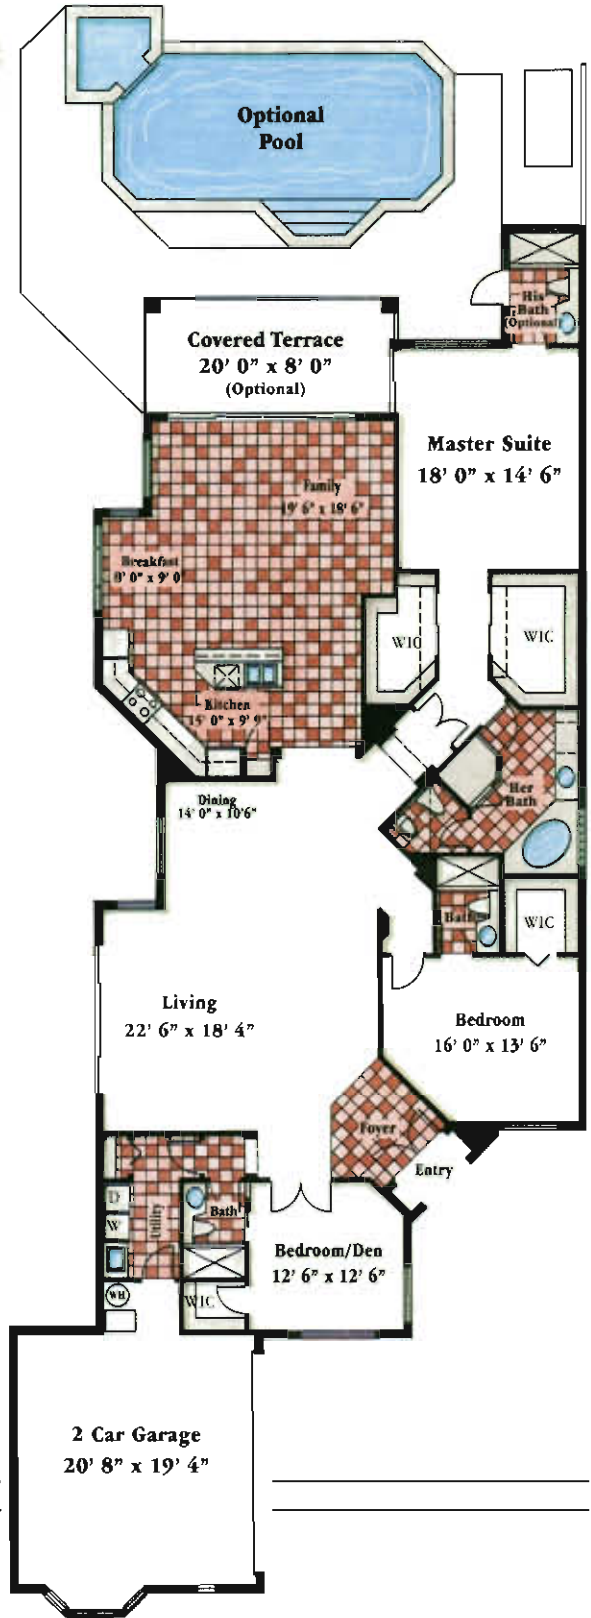 Optional
Pool
His
Bath
(Optional)
Covered Terrace
20' 0" x 8' 0"
(Optional)
Master Suite
18' 0" x 14' 6"
Family
19' 6" x 18' 6"
Breakfast
8' 0" x 9' 0"
WIC
WIC
Kitchen
15' 0" x 9' 9"
Her
Bath
Dining
14' 0" x 10'6"
Bath
WIC
Living
22' 6" x 18' 4"
Bedroom
16' 0" x 13' 6"
Foyer
Entry
D
W
Utility
Bath
Bedroom/Den
12' 6" x 12' 6"
WH
WIC
2 Car Garage
20' 8" x 19' 4"